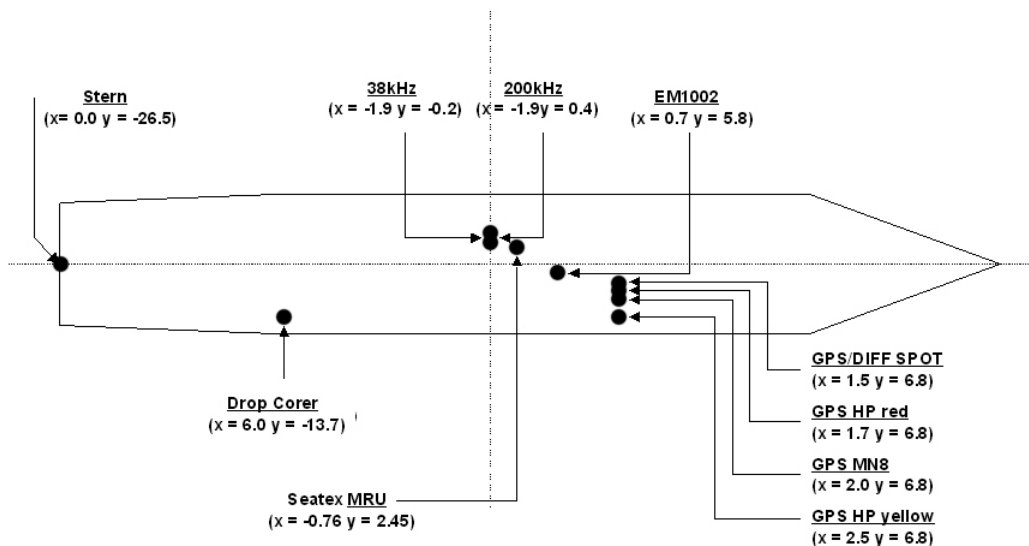 Stern
(x= 0.0 y = -26.5)
38kHz
(x = -1.9 y = -0.2)
200kHz
(x = -1.9y = 0.4)
EM1002
(x = 0.7 y = 5.8)
GPS/DIFF SPOT
(x = 1.5 y = 6.8)
Drop Corer
(x = 6.0 y = -13.7)
GPS HP red
(x = 1.7 y = 6.8)
GPS MN8
(x = 2.0 y = 6.8)
Seatex MRU
(x = -0.76 y = 2.45)
GPS HP yellow
(x = 2.5 y = 6.8)